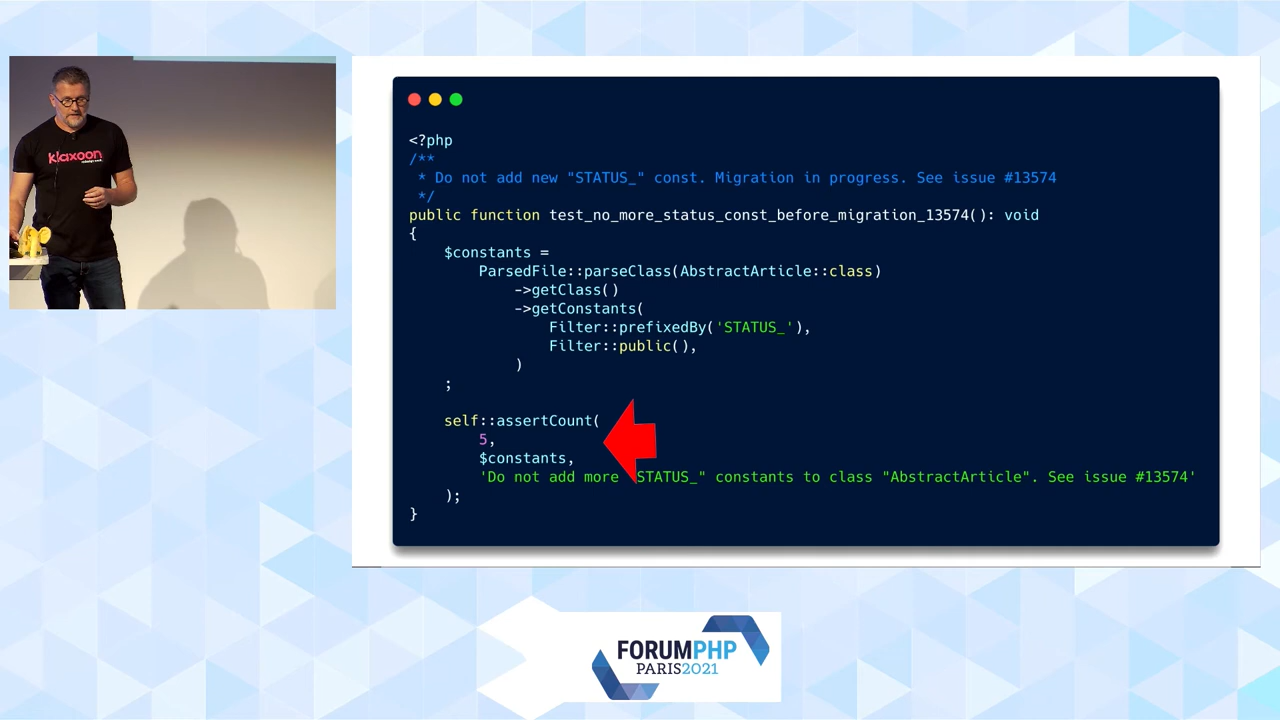 klaxoon
<?php
/**
 * Do not add new "STATUS_" const. Migration in progress. See issue #13574
 */
public function test_no_more_status_const_before_migration_13574(): void
{
    $constants =
        ParsedFile::parseClass(AbstractArticle::class)
            ->getClass()
            ->getConstants(
                Filter::prefixedBy('STATUS_'),
                Filter::public(),
            )
    ;
    self::assertCount(
        5,
        $constants,
        'Do not add more "STATUS_" constants to class "AbstractArticle". See issue #13574'
    );
}
FORUMPHP
PARIS2021